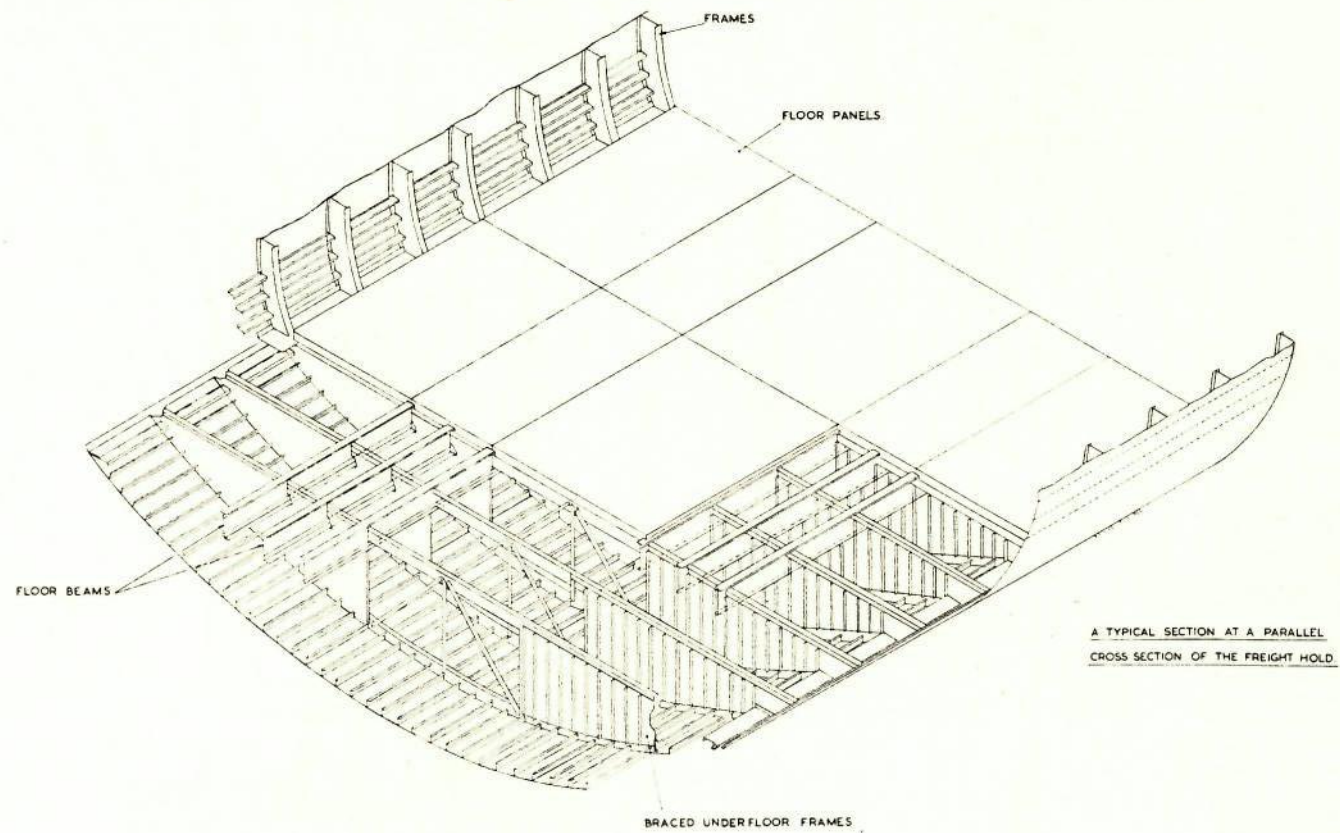 FRAMES
FLOOR PANELS
FLOOR BEAMS
A TYPICAL SECTION AT A PARALLEL
CROSS SECTION OF THE FREIGHT HOLD.
BRACED UNDERFLOOR FRAMES